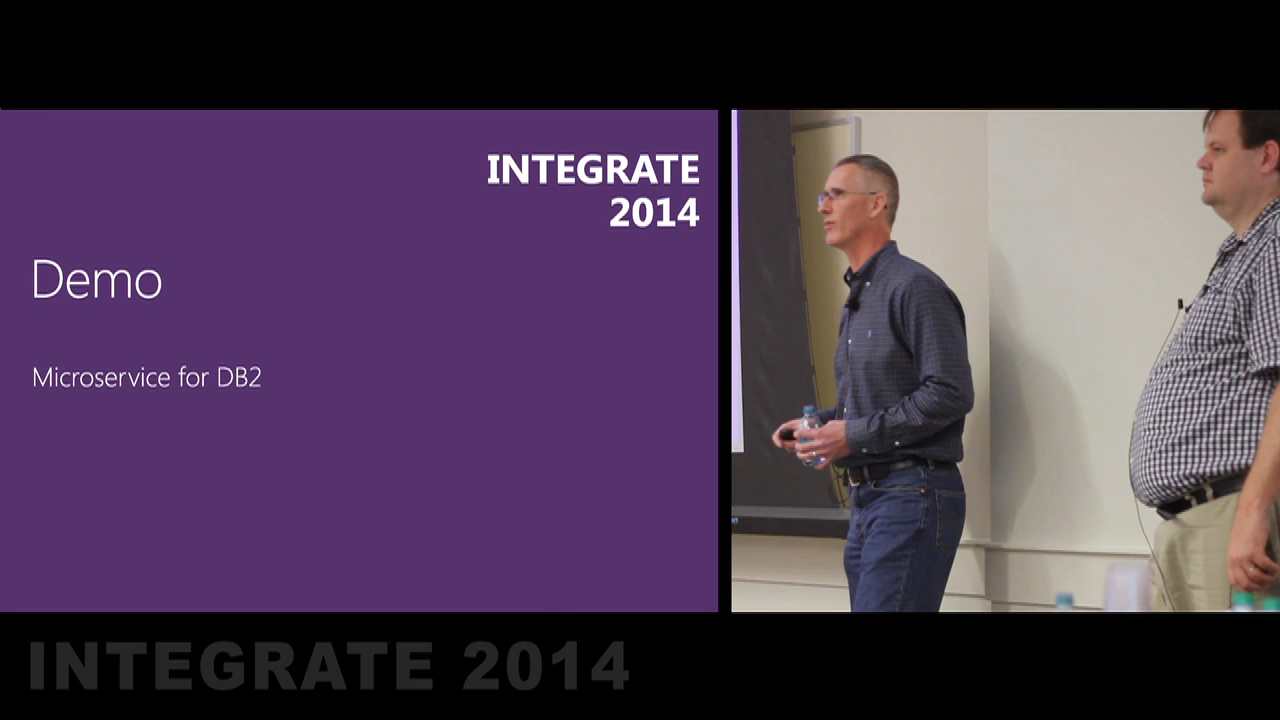 INTEGRATE
2014
Demo
Microservice for DB2
INTEGRATE 2014